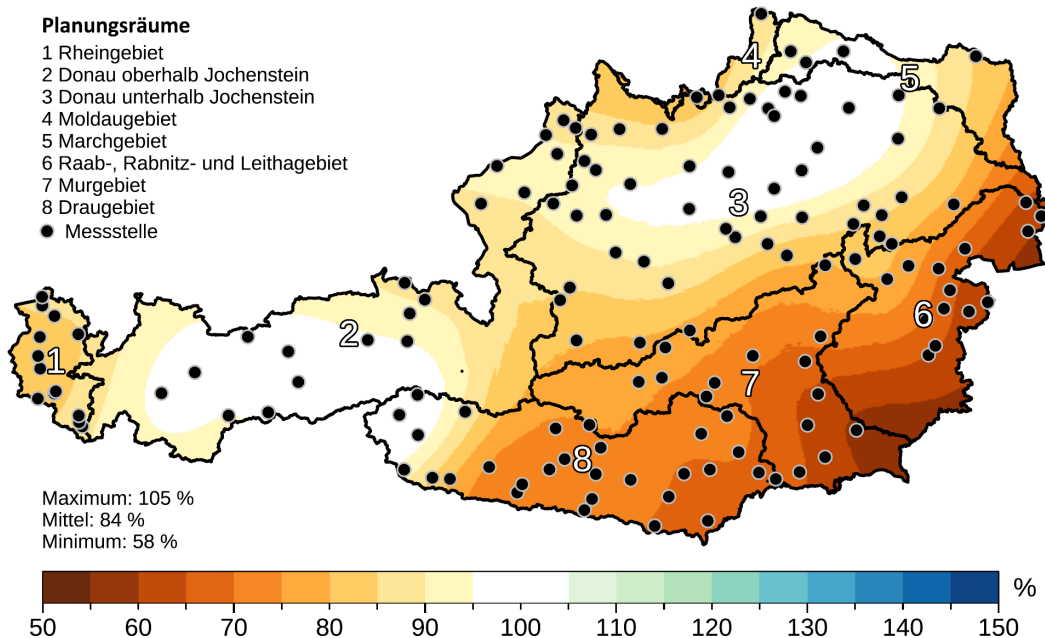 Planungsräume
1 Rheingebiet
2 Donau oberhalb Jochenstein
3 Donau unterhalb Jochenstein
4 Moldaugebiet
5 Marchgebiet
6 Raab-, Rabnitz- und Leithagebiet
7 Murgebiet
8 Draugebiet
Messstelle
4
5
3
6
2
1
7
8
Maximum: 105 %
Mittel: 84 %
Minimum: 58 %
%
50 60 70 80 90 100 110 120 130 140 150